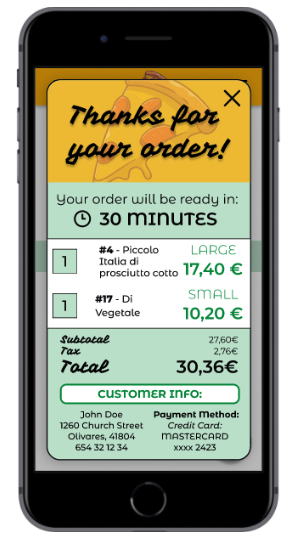 Thanks for
your order!
Your order will be ready in:
30 MINUTES
1
#4 - Piccolo
Italia di
prosciutto cotto
LARGE
17,40 €
1
#17 - Di
Vegetale
SMALL
10,20 €
Subtotal 27,60€
Tax 2,76€
Total 30,36€
CUSTOMER INFO:
John Doe
1260 Church Street
Olivares, 41804
654 32 12 34
Payment Method:
Credit Card:
MASTERCARD
xxxx 2423